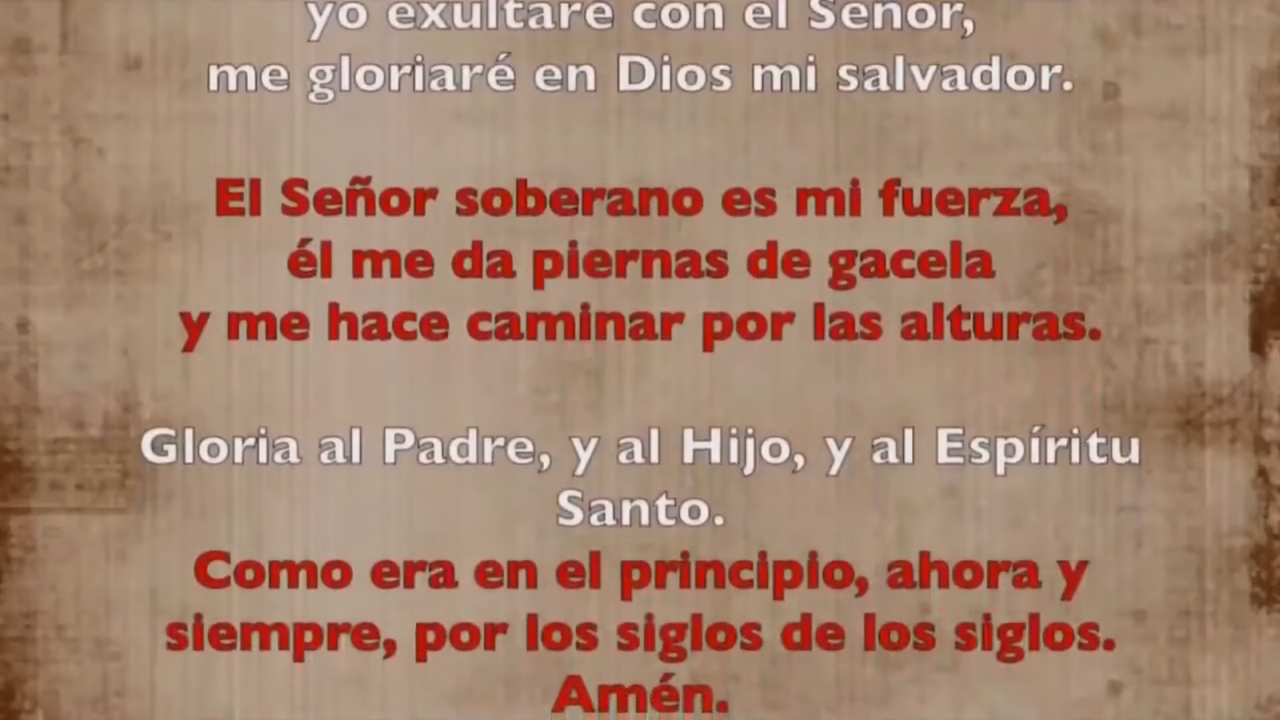 yo exultaré con el Señor,
me gloriaré en Dios mi salvador.
El Señor soberano es mi fuerza,
él me da piernas de gacela
y me hace caminar por las alturas.
Gloria al Padre, y al Hijo, y al Espíritu
Santo.
Como era en el principio, ahora y
siempre, por los siglos de los siglos.
Amén.